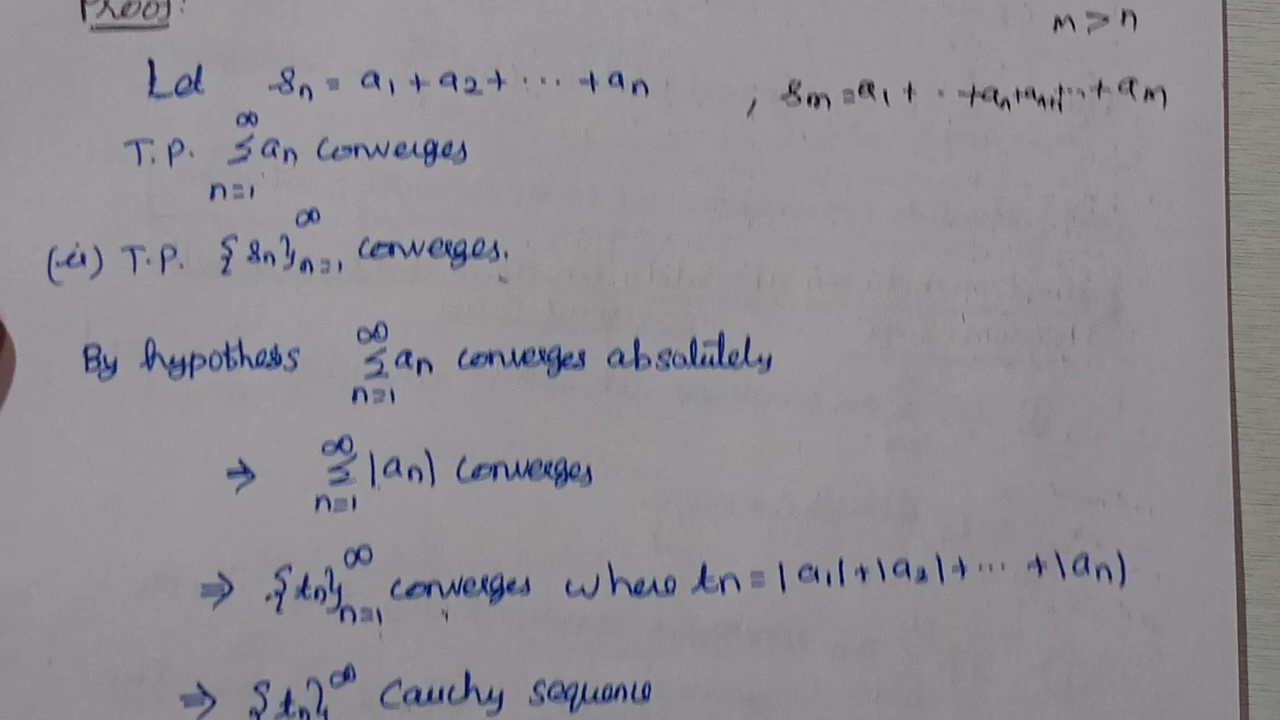 Proof:
m > n
Let Sn = a1 + a2 + ... + an , Sm = a1 + ... + an + an+1 + ... + am
T.P. ∞ Σ n=1 an converges
(ie) T.P. {Sn}∞n=1 converges.
By hypothesis ∞ Σ n=1 an converges absolutely
⇒ ∞ Σ n=1 |an| converges
⇒ {tn}∞n=1 converges where tn = |a1| + |a2| + ... + |an|
⇒ {tn}∞ Cauchy sequence